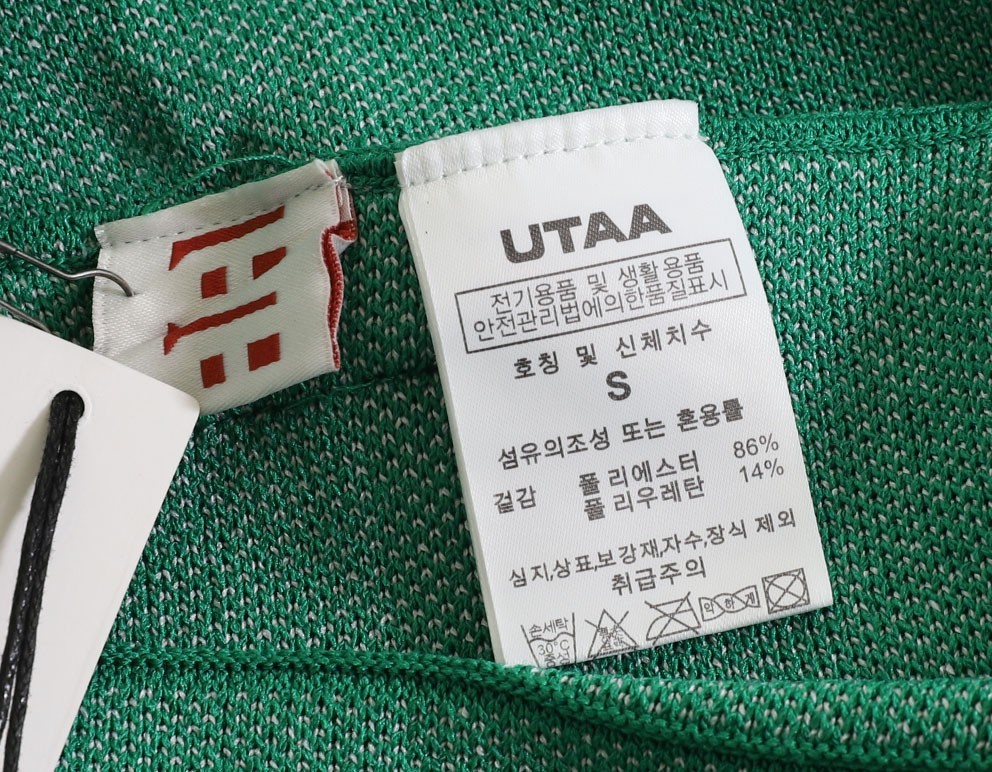 UTAA
전기용품 및 생활용품
안전관리법에의한품질표시
호칭 및 신체치수
S
섬유의조성 또는 혼용률
겉감 폴리에스터 86%
폴리우레탄 14%
심지,상표,보강재,자수,장식 제외
취급주의
손세탁
30°C
약하게